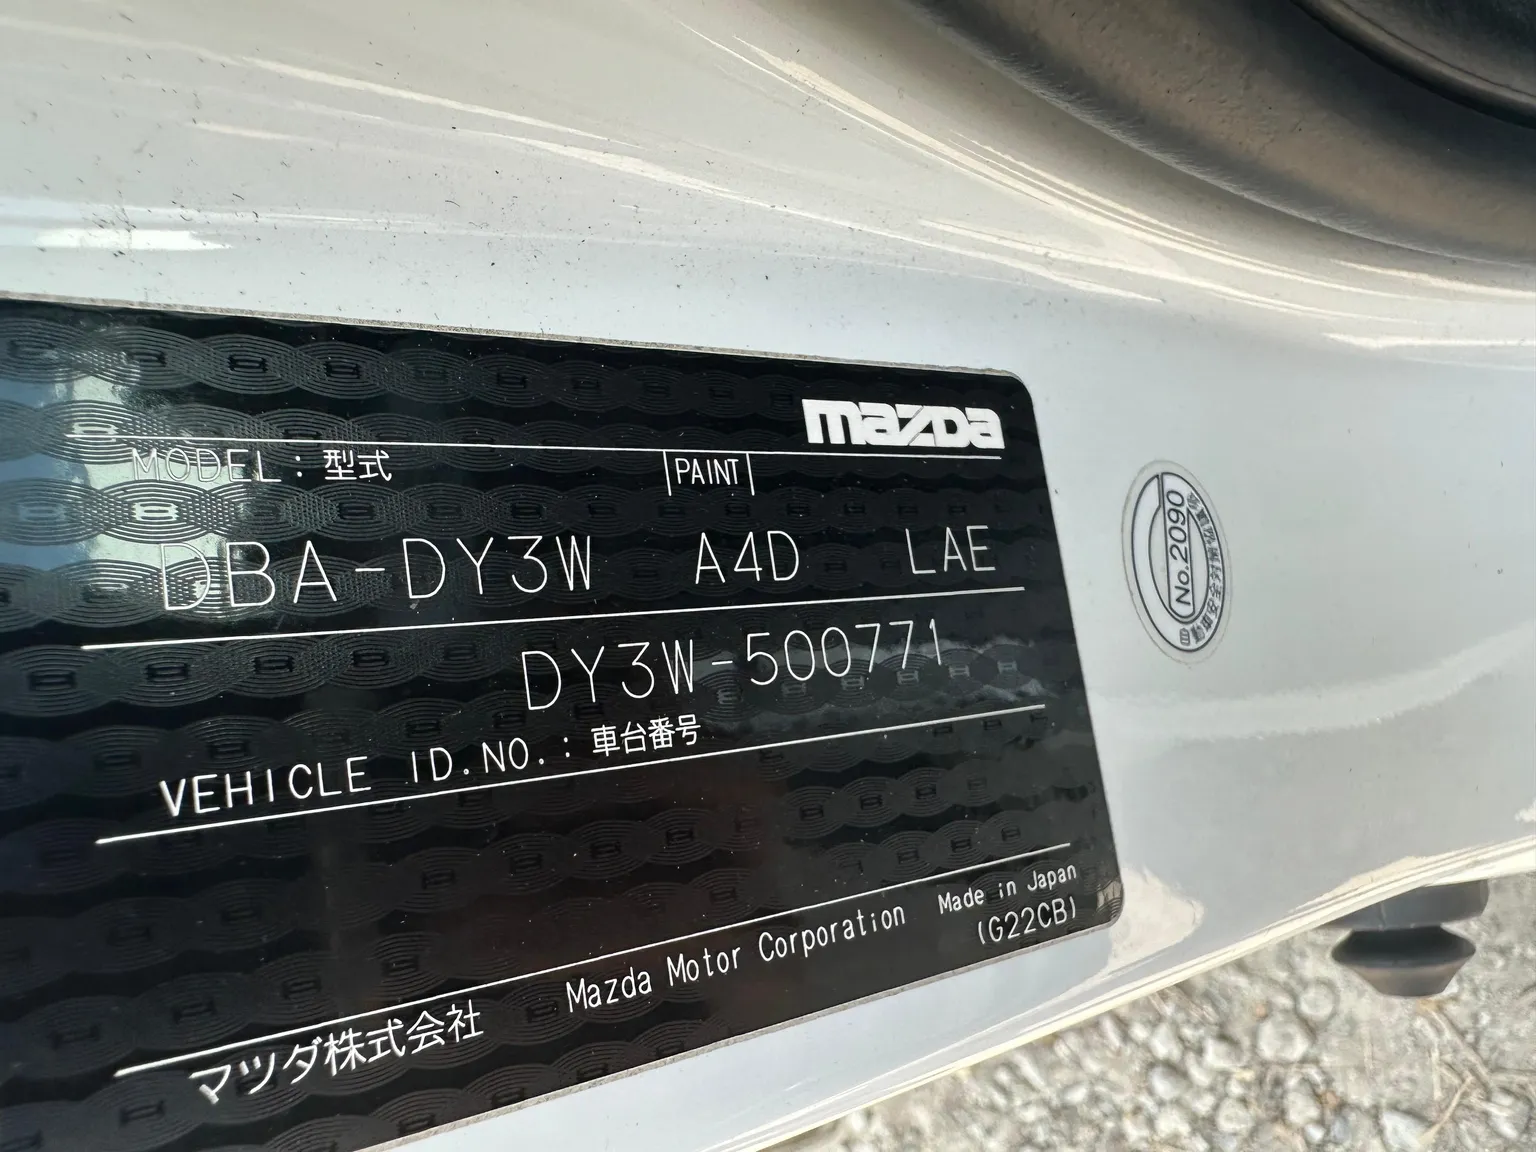 mazda
MODEL : 型式 PAINT
DBA-DY3W A4D LAE
DY3W-500771
VEHICLE ID.NO. : 車台番号
マツダ株式会社 Mazda Motor Corporation Made in Japan
(G22CB)
No.2090